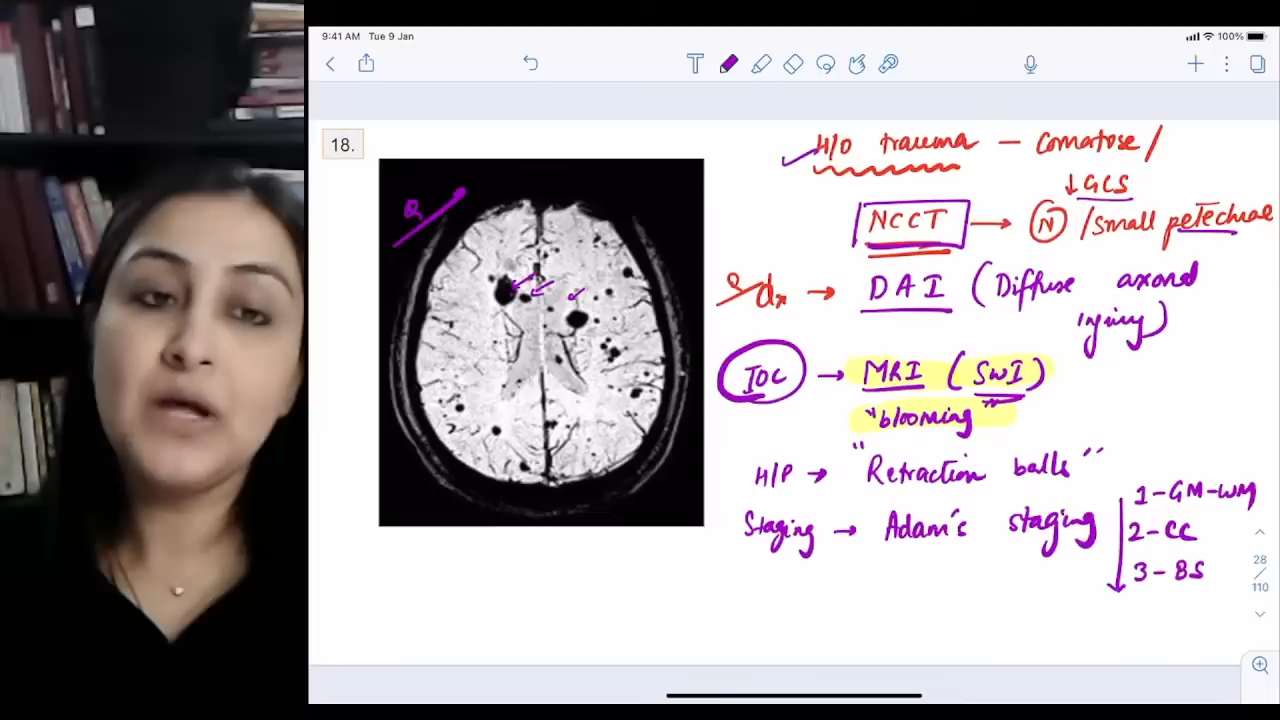 9:41 AM Tue 9 Jan
100%
18.
H/O trauma - Comatose/
↓GCS
NCCT → N /small petechial
dx → DAI (Diffuse axonal injury)
IOC → MRI (SWI)
"blooming"
H/P → "Retraction balls"
Staging → Adam's staging
1-GM-WM
2-CC
3-BS
28
/
110